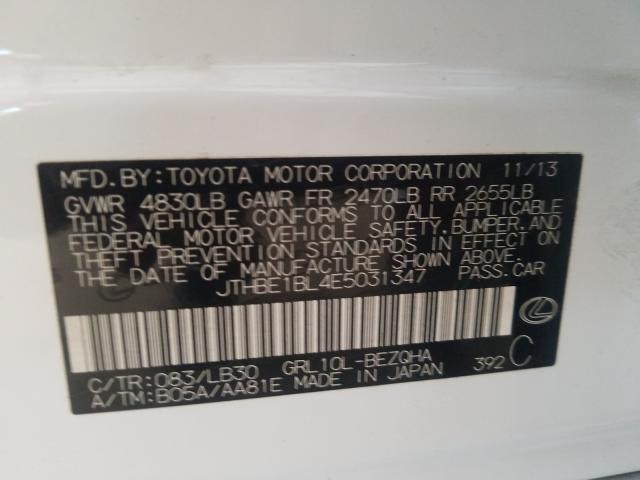 MFD.BY:TOYOTA MOTOR CORPORATION 11/13
GVWR 4830LB GAWR FR 2470LB RR 2655LB
THIS VEHICLE CONFORMS TO ALL APPLICABLE
FEDERAL MOTOR VEHICLE SAFETY,BUMPER,AND
THEFT PREVENTION STANDARDS IN EFFECT ON
THE DATE OF MANUFACTURE SHOWN ABOVE.
JTHBE1BL4E5031347 PASS.CAR
C/TR:083/LB30 GRL10L-BEZQHA 392 C
A/TM:B05A/AA81E MADE IN JAPAN